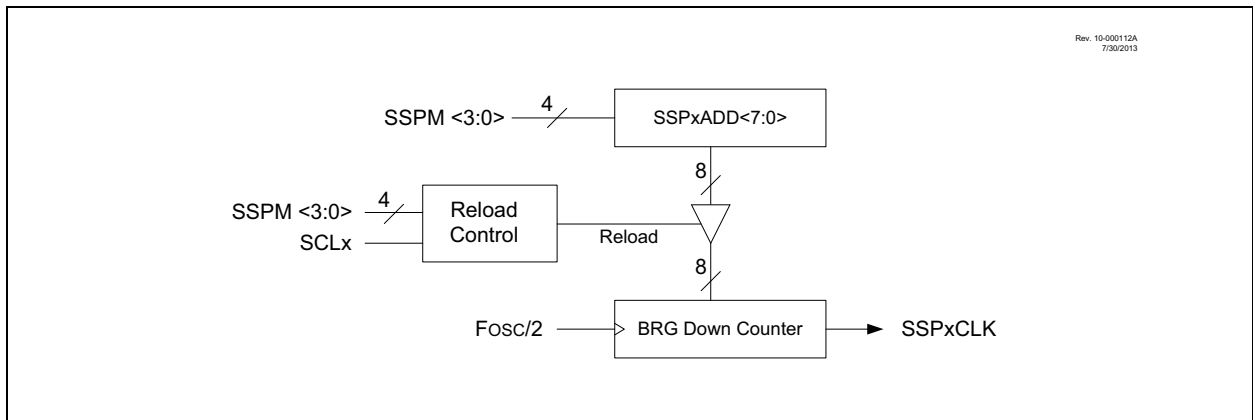 Rev. 10-000112A
7/30/2013
SSPM <3:0>
4
SSPxADD<7:0>
8
SSPM <3:0>
4
SCLx
Reload
Control
Reload
8
FOSC/2
BRG Down Counter
SSPxCLK